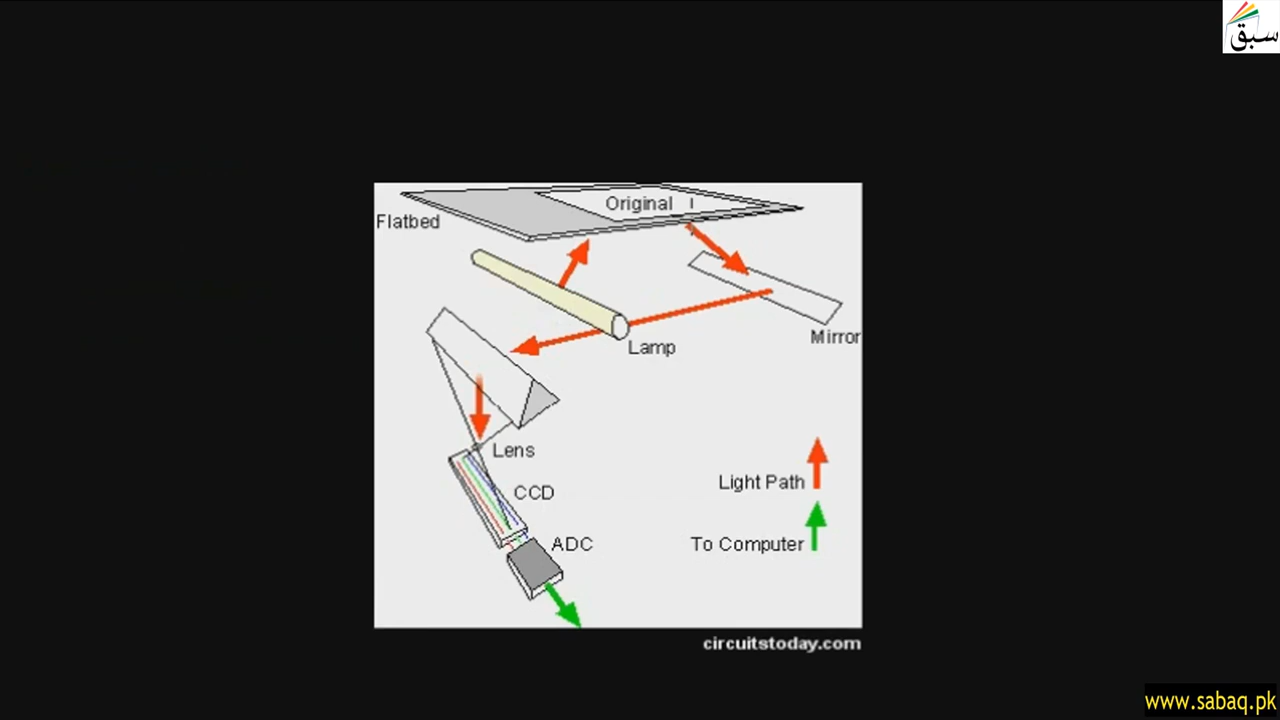 سبق
Original
Flatbed
Mirror
Lamp
Lens
Light Path
CCD
To Computer
ADC
circuitstoday.com
www.sabaq.pk